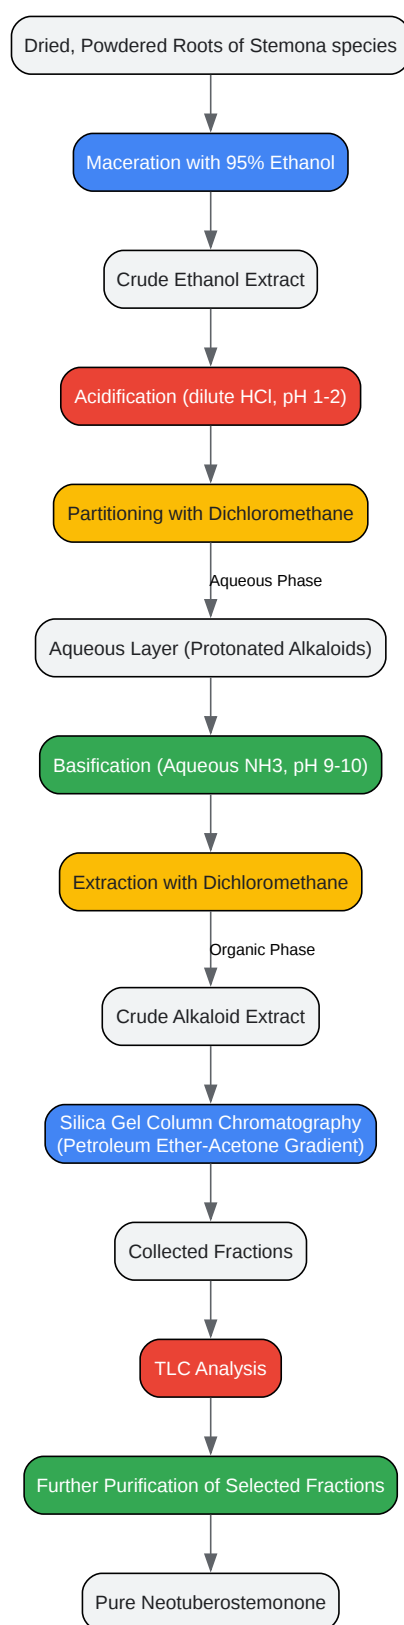 Dried, Powdered Roots of Stemona species
Maceration with 95% Ethanol
Crude Ethanol Extract
Acidification (dilute HCl, pH 1-2)
Partitioning with Dichloromethane
Aqueous Phase
Aqueous Layer (Protonated Alkaloids)
Basification (Aqueous NH3, pH 9-10)
Extraction with Dichloromethane
Organic Phase
Crude Alkaloid Extract
Silica Gel Column Chromatography
(Petroleum Ether-Acetone Gradient)
Collected Fractions
TLC Analysis
Further Purification of Selected Fractions
Pure Neotuberostemonone